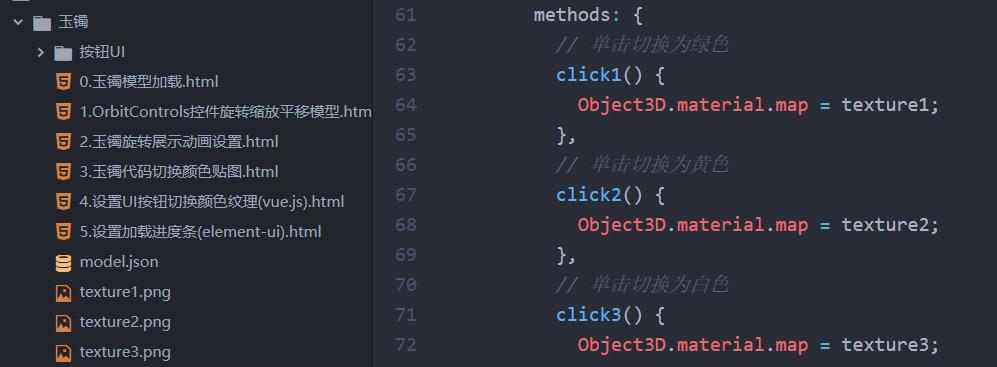 玉镯
按钮UI
0.玉镯模型加载.html
1.OrbitControls控件旋转缩放平移模型.htm
2.玉镯旋转展示动画设置.html
3.玉镯代码切换颜色贴图.html
4.设置UI按钮切换颜色纹理(vue.js).html
5.设置加载进度条(element-ui).html
model.json
texture1.png
texture2.png
texture3.png
61 methods: {
62 // 单击切换为绿色
63 click1() {
64 Object3D.material.map = texture1;
65 },
66 // 单击切换为黄色
67 click2() {
68 Object3D.material.map = texture2;
69 },
70 // 单击切换为白色
71 click3() {
72 Object3D.material.map = texture3;